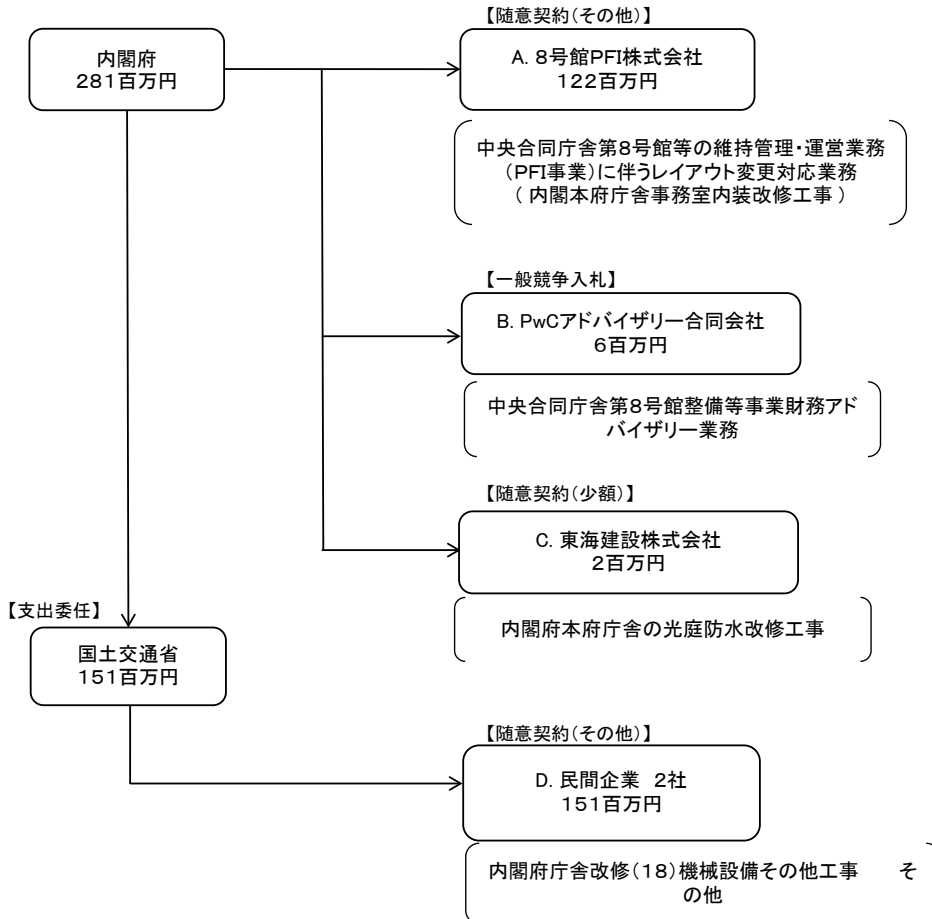 【随意契約(その他)】
内閣府
281百万円
A. 8号館PFI株式会社
122百万円
中央合同庁舎第8号館等の維持管理・運営業務
(PFI事業)に伴うレイアウト変更対応業務
( 内閣本府庁舎事務室内装改修工事 )
【一般競争入札】
B. PwCアドバイザリー合同会社
6百万円
中央合同庁舎第8号館整備等事業財務アド
バイザリー業務
【随意契約(少額)】
C. 東海建設株式会社
2百万円
内閣府本府庁舎の光庭防水改修工事
【支出委任】
国土交通省
151百万円
【随意契約(その他)】
D. 民間企業 2社
151百万円
内閣府庁舎改修(18)機械設備その他工事　　そ
の他